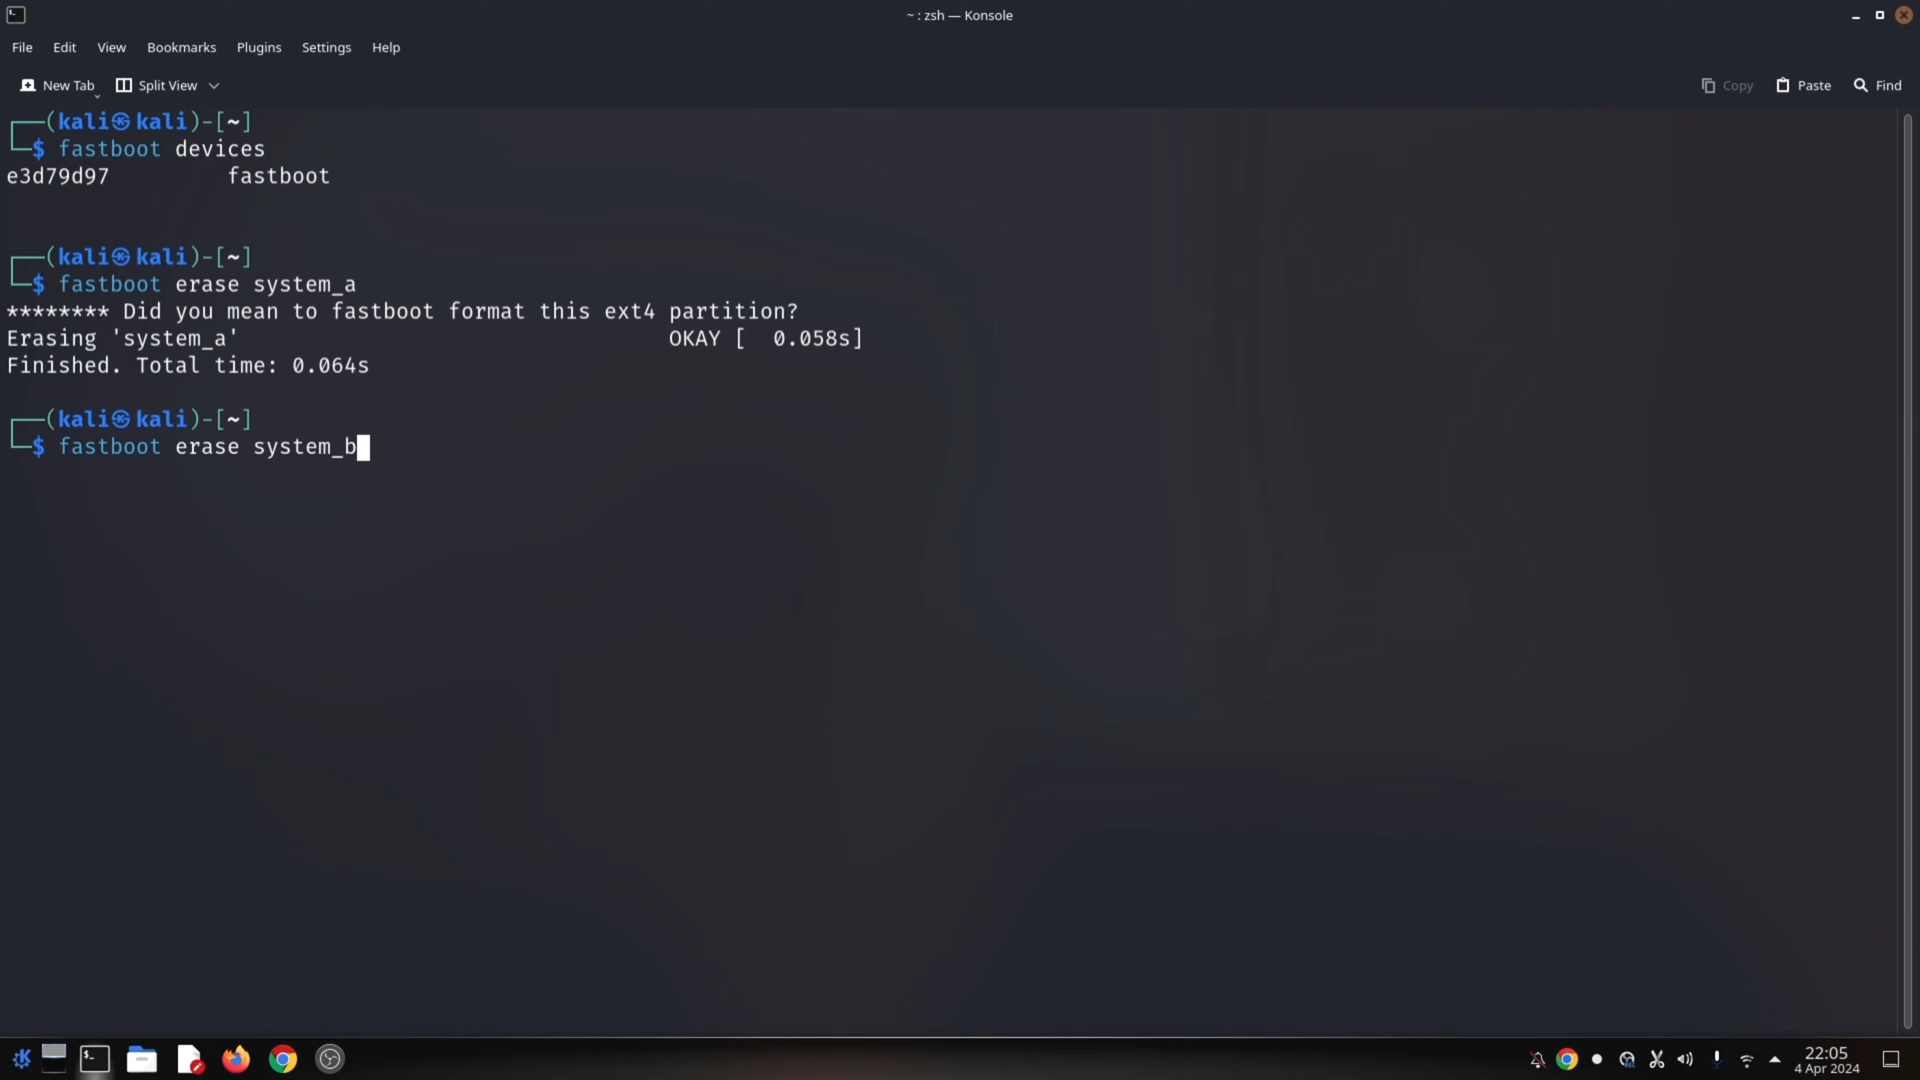 ~ : zsh — Konsole
File Edit View Bookmarks Plugins Settings Help
New Tab Split View Copy Paste Find
┌──(kali㉿kali)-[~]
└─$ fastboot devices
e3d79d97 fastboot
┌──(kali㉿kali)-[~]
└─$ fastboot erase system_a
******** Did you mean to fastboot format this ext4 partition?
Erasing 'system_a' OKAY [ 0.058s]
Finished. Total time: 0.064s
┌──(kali㉿kali)-[~]
└─$ fastboot erase system_b
22:05
4 Apr 2024